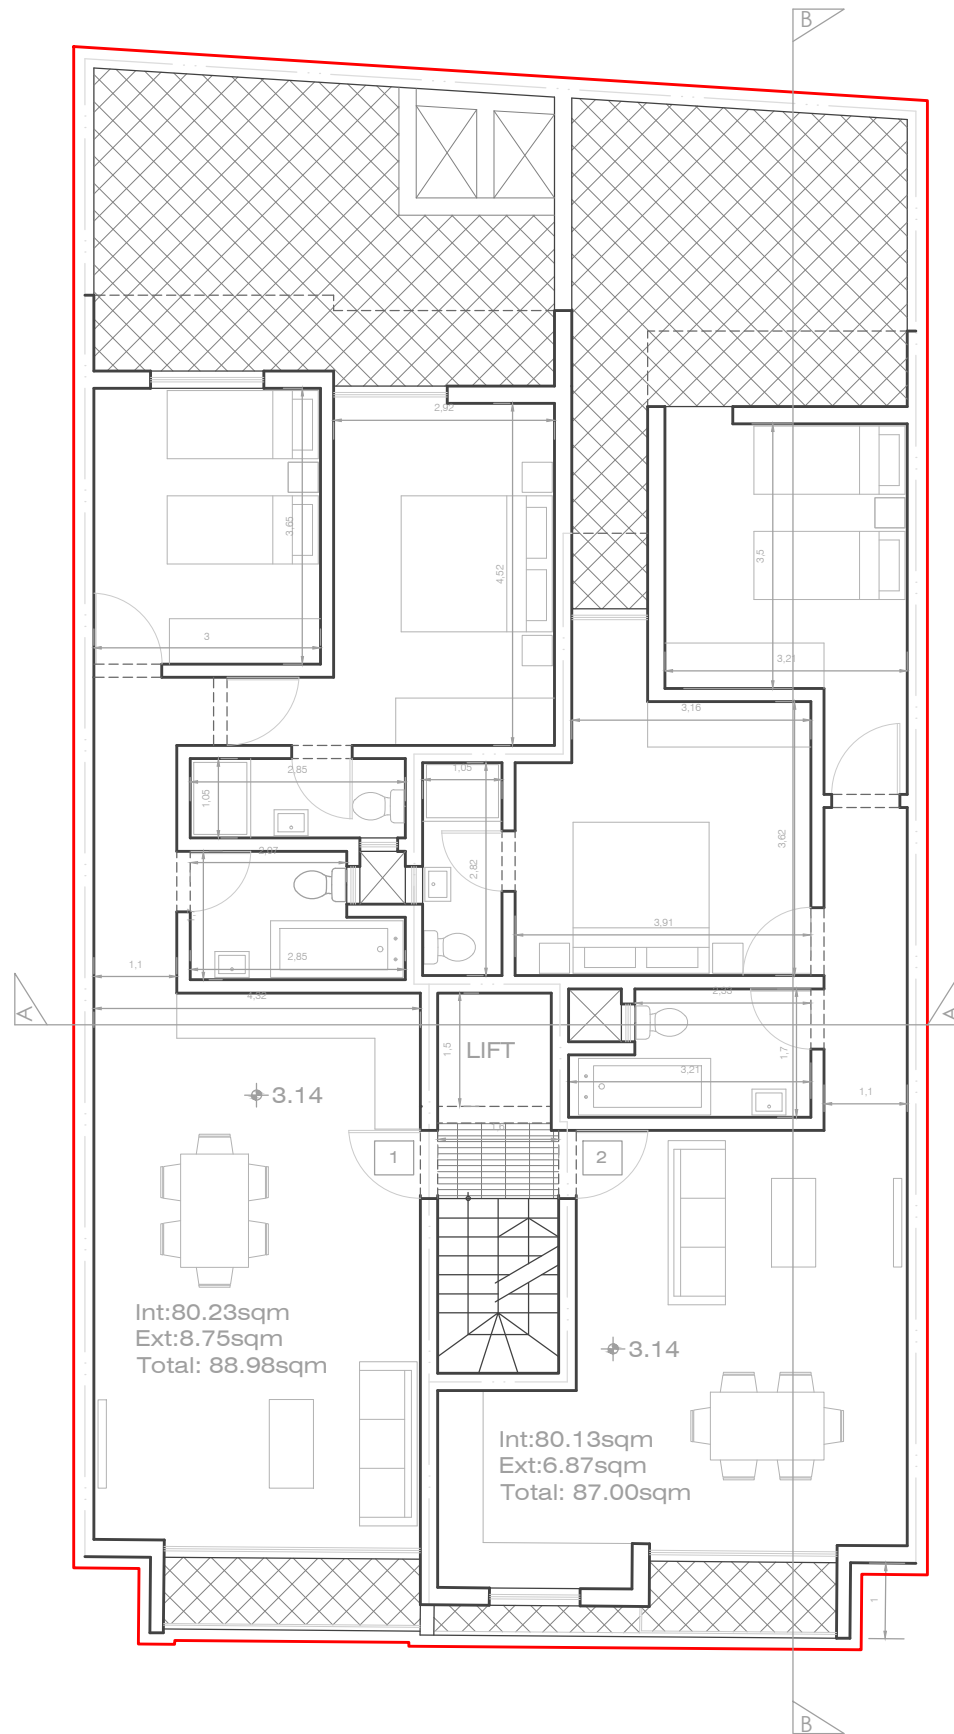 B
2,92
3,65
4,52
3,5
3
3,21
3,16
2,85
1,05
1,05
2,82
3,62
2,07
3,91
2,85
1,1
4,32
2,35
A
A
1,5
LIFT
1,7
3,21
1,1
3.14
1,6
1
2
Int:80.23sqm
Ext:8.75sqm
Total: 88.98sqm
3.14
Int:80.13sqm
Ext:6.87sqm
Total: 87.00sqm
1
B